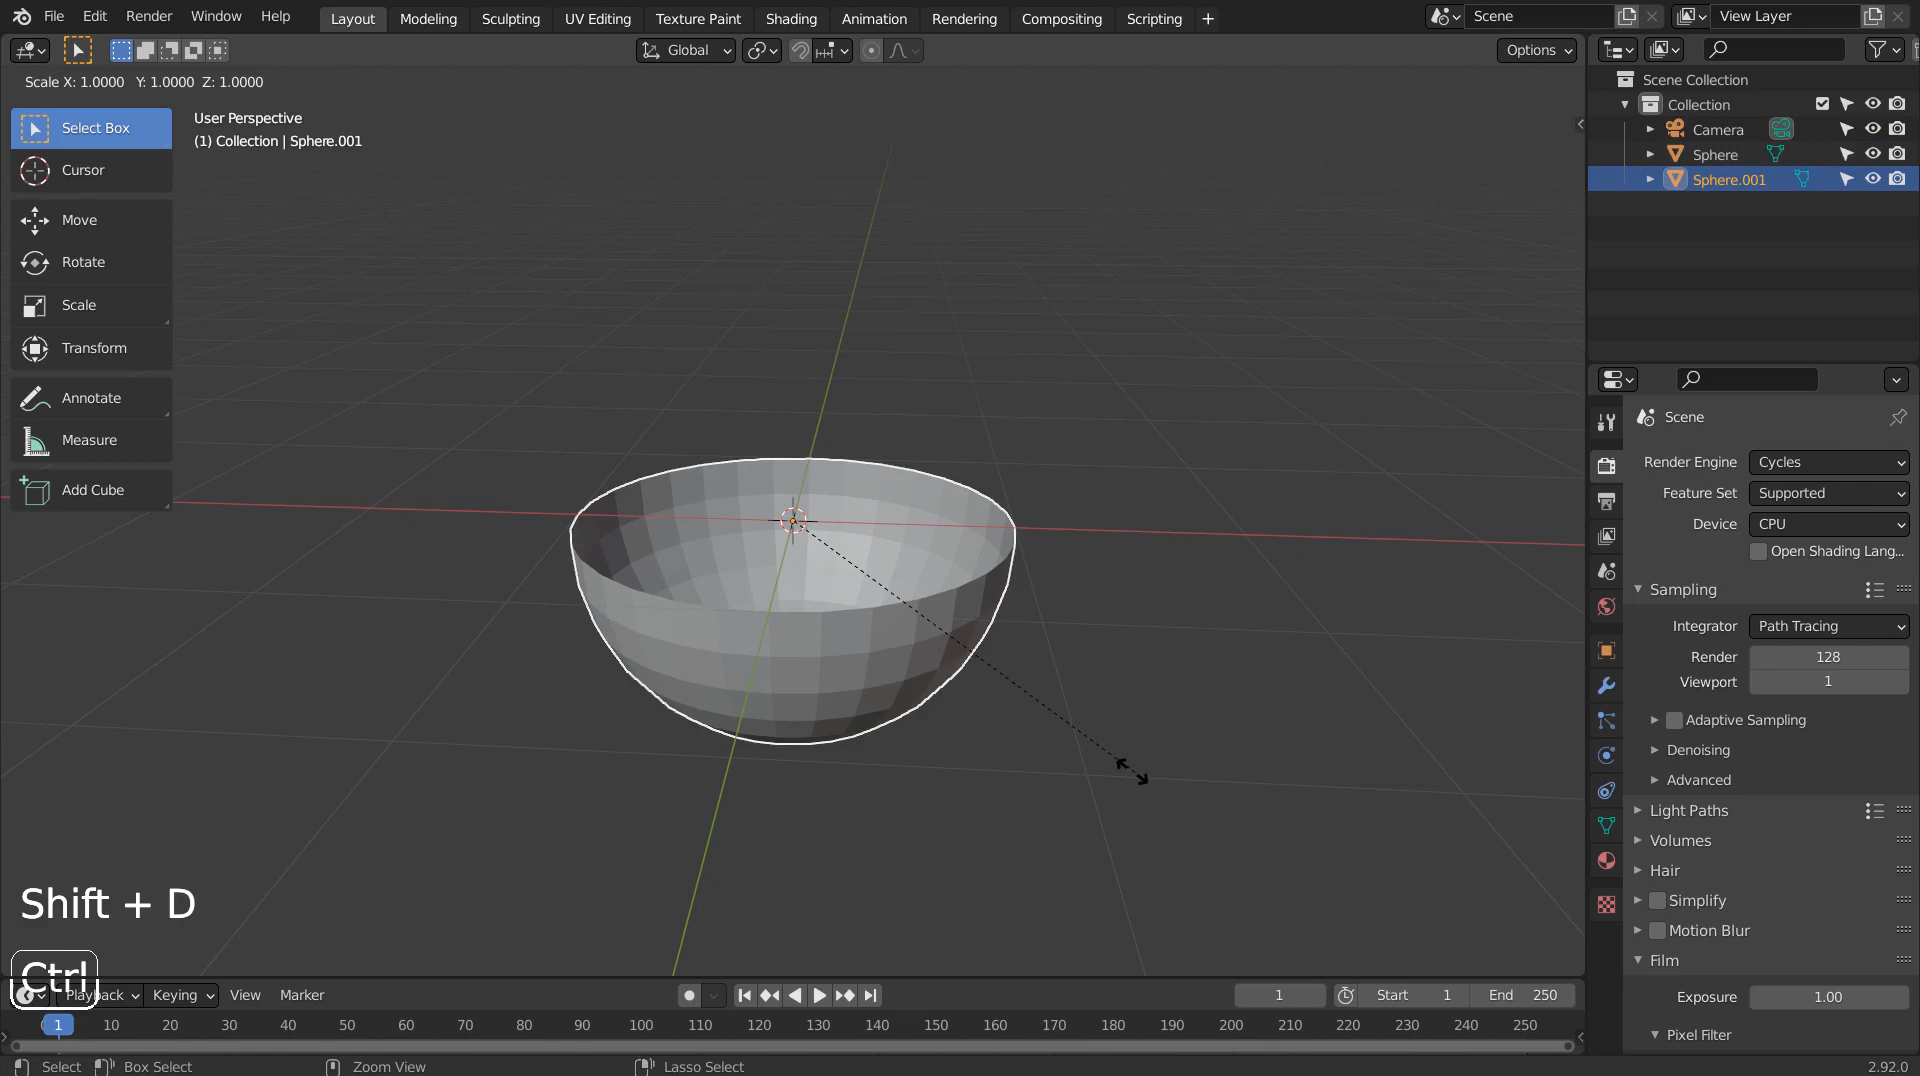 File Edit Render Window Help Layout Modeling Sculpting UV Editing Texture Paint Shading Animation Rendering Compositing Scripting + Scene View Layer
Global Options
Scale X: 1.0000 Y: 1.0000 Z: 1.0000
Select Box
Cursor
Move
Rotate
Scale
Transform
Annotate
Measure
Add Cube
User Perspective
(1) Collection | Sphere.001
Shift + D
Ctrl
Scene Collection
Collection
Camera
Sphere
Sphere.001
Scene
Render Engine Cycles
Feature Set Supported
Device CPU
Open Shading Lang...
Sampling
Integrator Path Tracing
Render 128
Viewport 1
Adaptive Sampling
Denoising
Advanced
Light Paths
Volumes
Hair
Simplify
Motion Blur
Film
Exposure 1.00
Pixel Filter
Playback Keying View Marker 1 Start 1 End 250
1 10 20 30 40 50 60 70 80 90 100 110 120 130 140 150 160 170 180 190 200 210 220 230 240 250
Select Box Select Zoom View Lasso Select 2.92.0